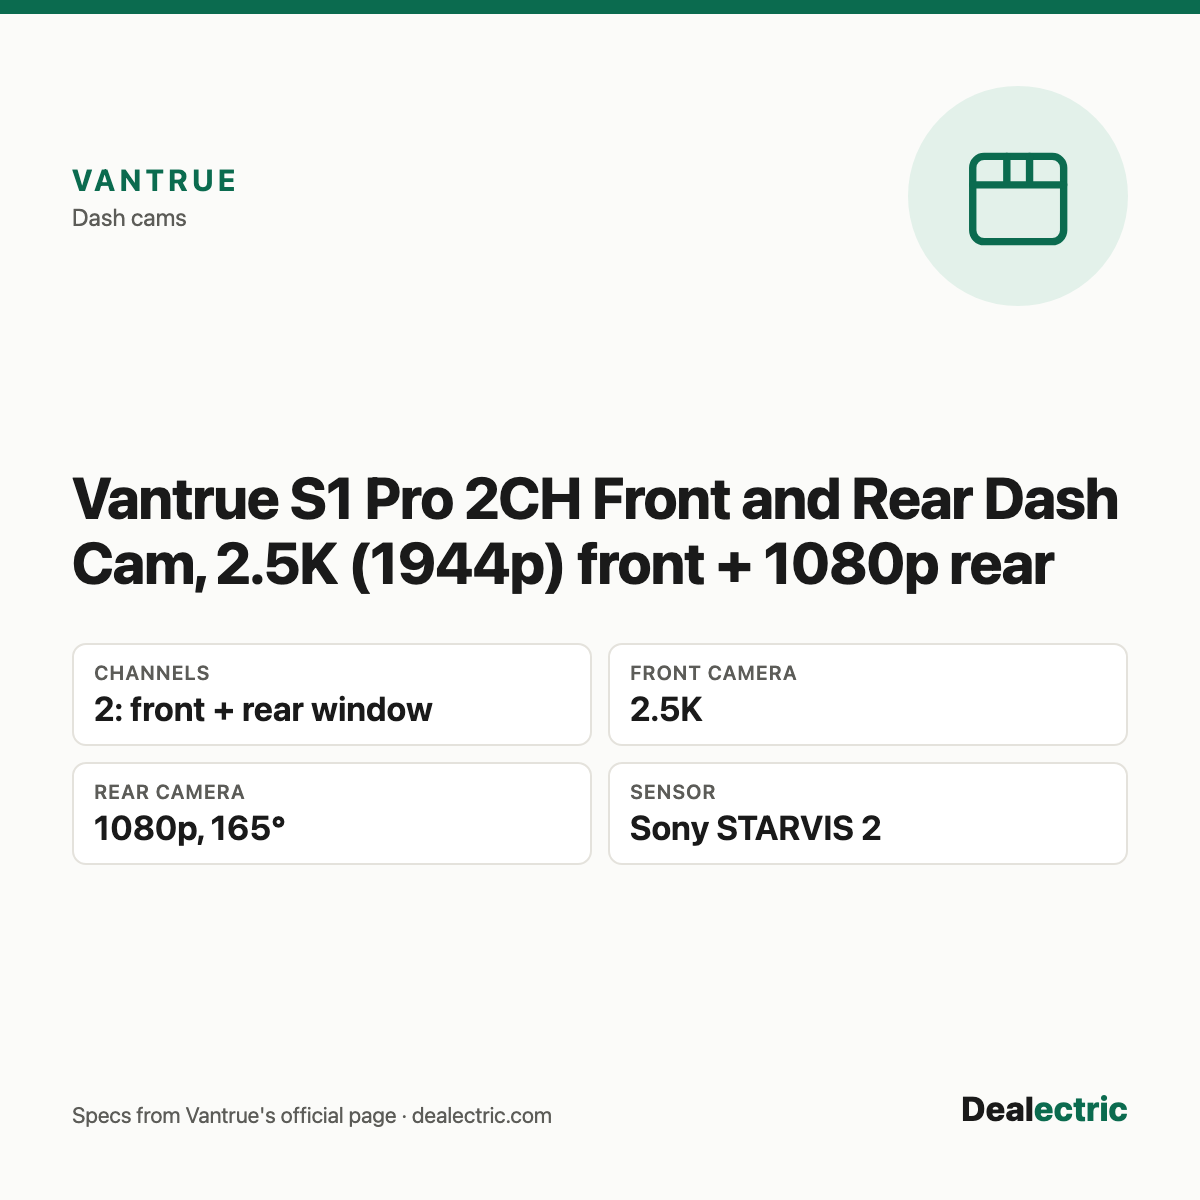 VANTRUE
Dash cams
Vantrue S1 Pro 2CH Front and Rear Dash
Cam, 2.5K (1944p) front + 1080p rear
CHANNELS
2: front + rear window
FRONT CAMERA
2.5K
REAR CAMERA
1080p, 165°
SENSOR
Sony STARVIS 2
Specs from Vantrue's official page · dealectric.com
Dealectric